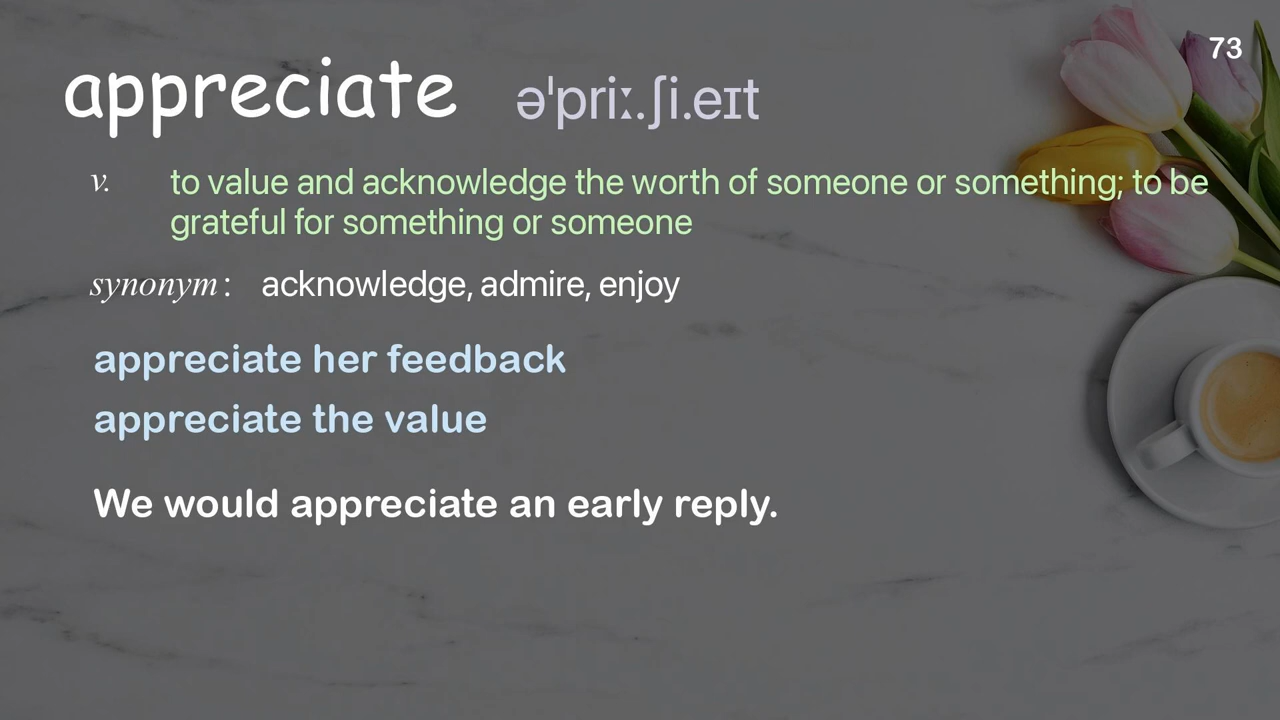 73
appreciate ə'priː.ʃi.eɪt
v. to value and acknowledge the worth of someone or something; to be
grateful for something or someone
synonym: acknowledge, admire, enjoy
appreciate her feedback
appreciate the value
We would appreciate an early reply.